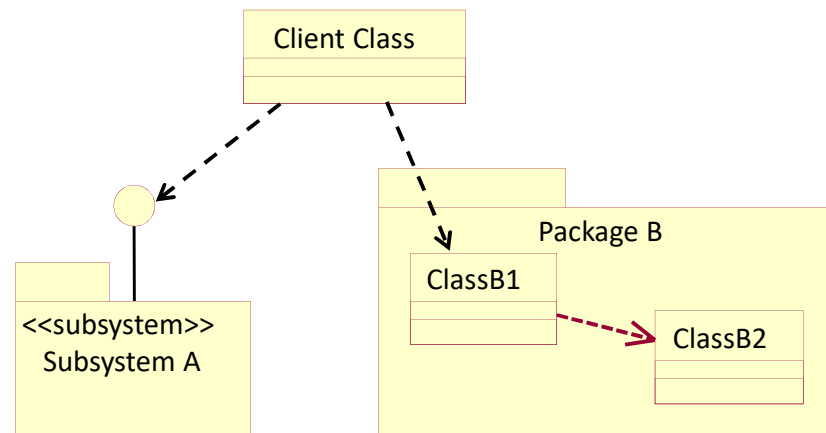 Client Class
Package B
ClassB1
<<subsystem>>
Subsystem A
ClassB2